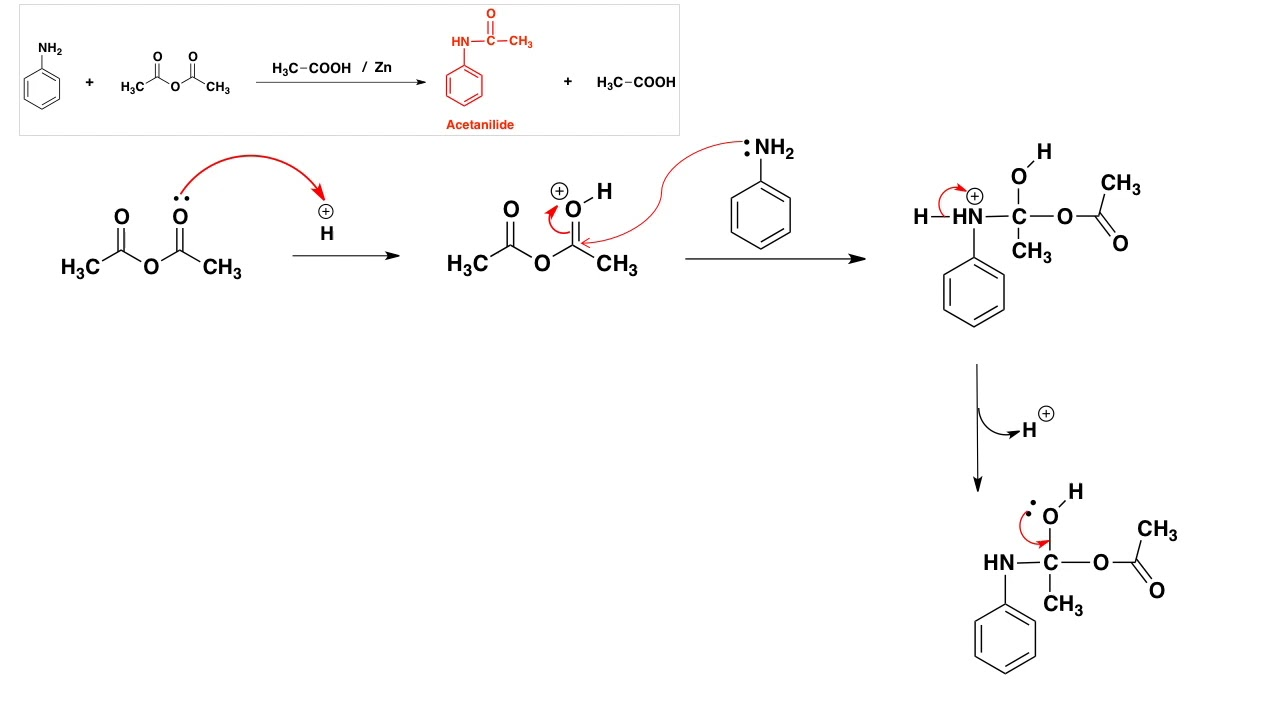 NH2 + H3C O O O CH3 H3C–COOH / Zn HN–C–CH3 O + H3C–COOH
Acetanilide
H3C O O O CH3 H ⊕
H3C O O O ⊕ H CH3
:NH2
H–HN ⊕ C O H O CH3 CH3 O
H ⊕
HN C O H O CH3 CH3 O